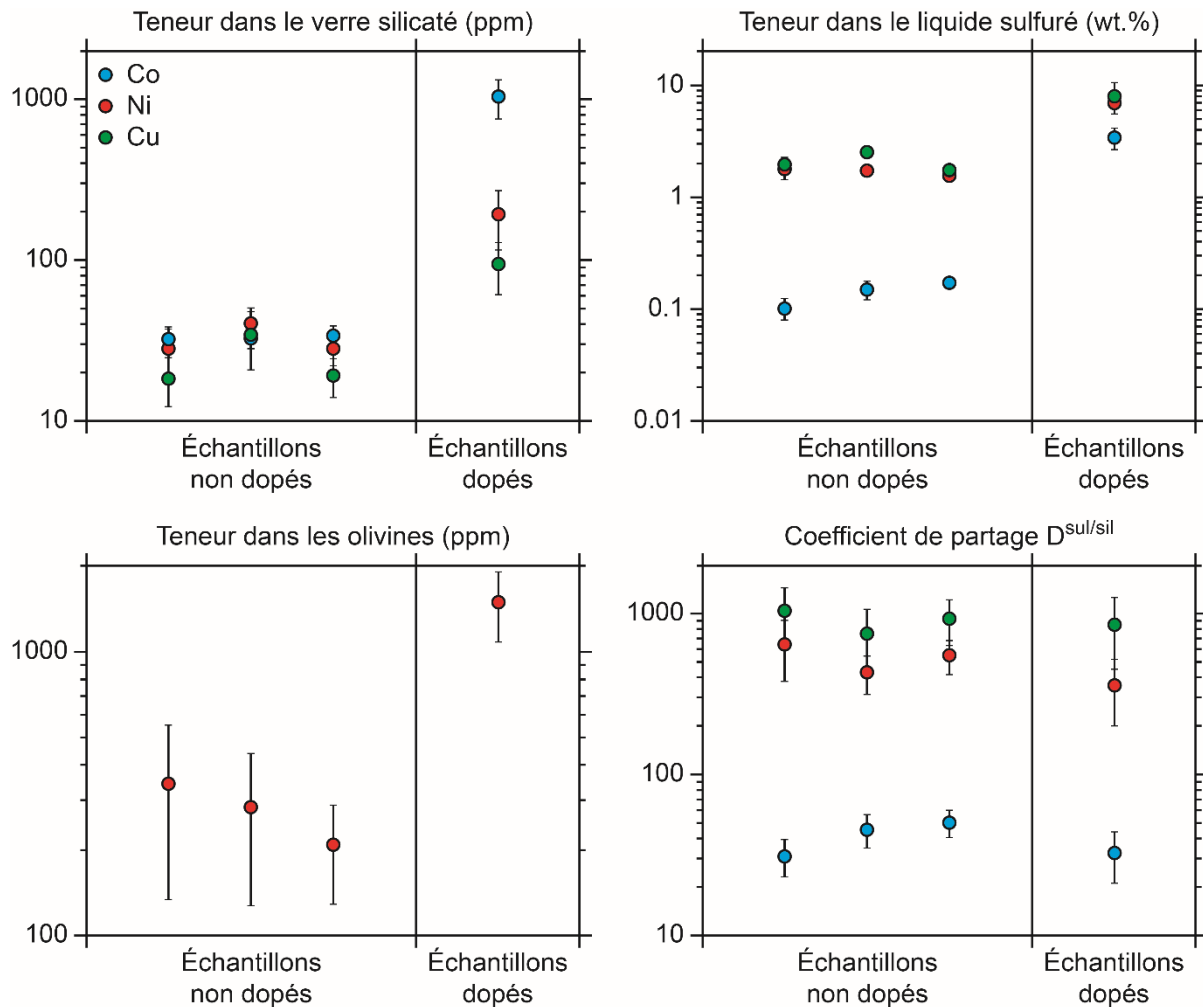 Teneur dans le verre silicaté (ppm)
Co
Ni
Cu
1000
100
10
Échantillons
non dopés
Échantillons
dopés
Teneur dans le liquide sulfuré (wt.%)
10
1
0.1
0.01
Échantillons
non dopés
Échantillons
dopés
Teneur dans les olivines (ppm)
1000
100
Échantillons
non dopés
Échantillons
dopés
Coefficient de partage D^sul/sil
1000
100
10
Échantillons
non dopés
Échantillons
dopés